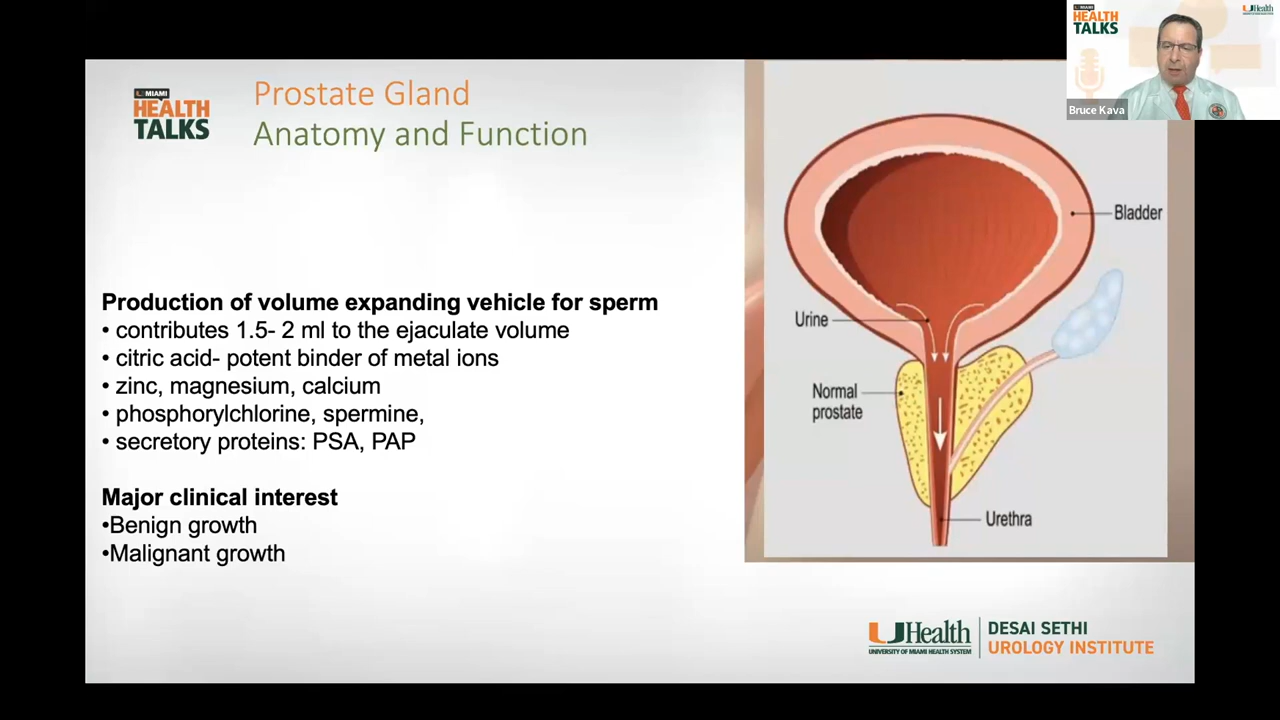 U MIAMI
HEALTH
TALKS
Prostate Gland
Anatomy and Function
Production of volume expanding vehicle for sperm
• contributes 1.5- 2 ml to the ejaculate volume
• citric acid- potent binder of metal ions
• zinc, magnesium, calcium
• phosphorylchlorine, spermine,
• secretory proteins: PSA, PAP
Major clinical interest
•Benign growth
•Malignant growth
Bladder
Urine
Normal
prostate
Urethra
UHealth
UNIVERSITY OF MIAMI HEALTH SYSTEM
DESAI SETHI
UROLOGY INSTITUTE
U MIAMI
HEALTH
TALKS
UHealth
Bruce Kava